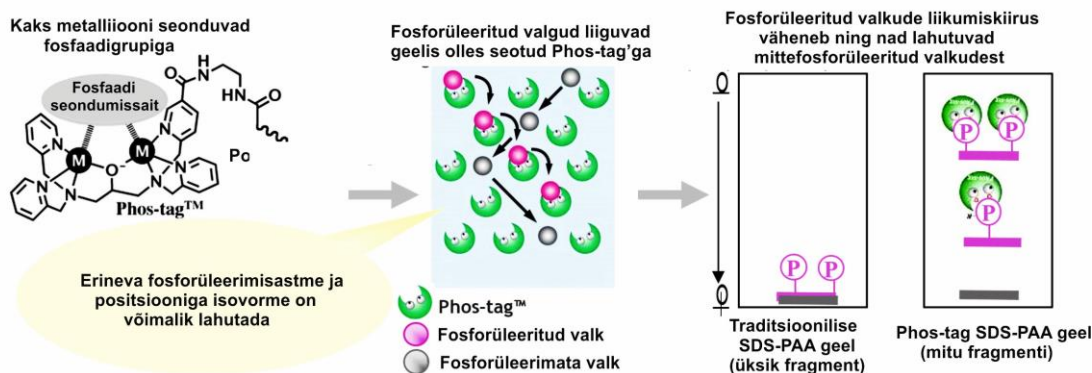 Kaks metalliiooni seonduvad
fosfaadigrupiga
Fosfaadi
seondumissait
HN
NH
O
O
M
M
O⁻
N
N
N
N
N
N
Po
Phos-tag™
Erineva fosforüleerimisastme ja
positsiooniga isovorme on
võimalik lahutada
Fosforüleeritud valgud liiguvad
geelis olles seotud Phos-tag'ga
Phos-tag™
Fosforüleeritud valk
Fosforüleerimata valk
Fosforüleeritud valkude liikumiskiirus
väheneb ning nad lahutuvad
mittefosforüleeritud valkudest
P P
Traditsioonilise
SDS-PAA geel
(üksik fragment)
P P
P
Phos-tag SDS-PAA geel
(mitu fragmenti)